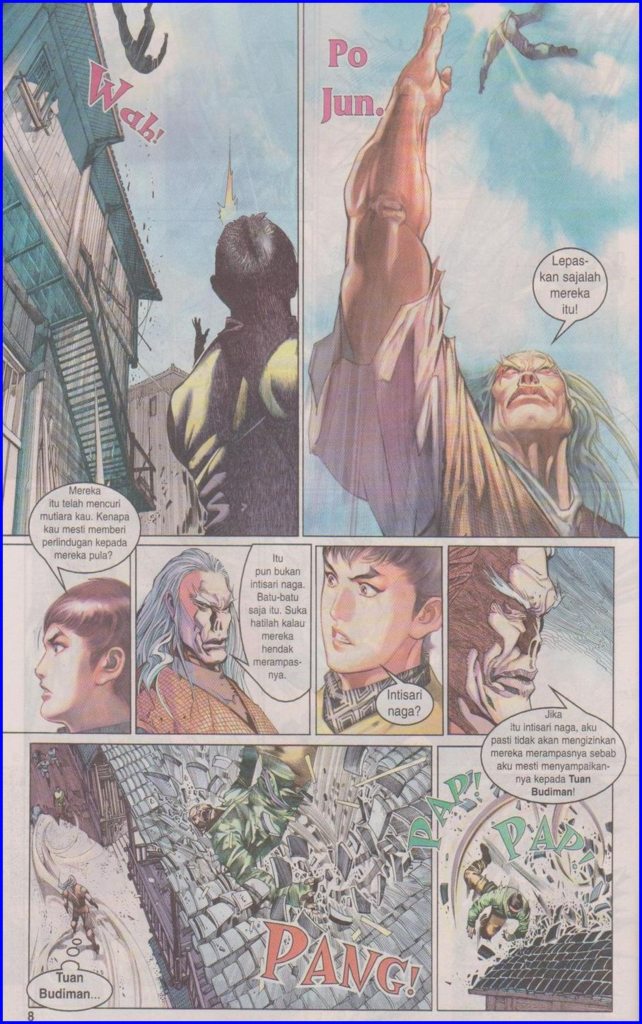 Wah!
Po
Jun.
Lepas-
kan sajalah
mereka
itu!
Mereka
itu telah mencuri
mutiara kau. Kenapa
kau mesti memberi
perlindugan kepada
mereka pula?
Itu
pun bukan
intisari naga.
Batu-batu
saja itu. Suka
hatilah kalau
mereka
hendak
merampas-
nya.
Intisari
naga?
Jika
itu intisari naga, aku
pasti tidak akan mengizinkan
mereka merampasnya sebab
aku mesti menyampaikan-
nya kepada Tuan
Budiman!
Tuan
Budiman...
PANG!
PAP!
PAP!
8